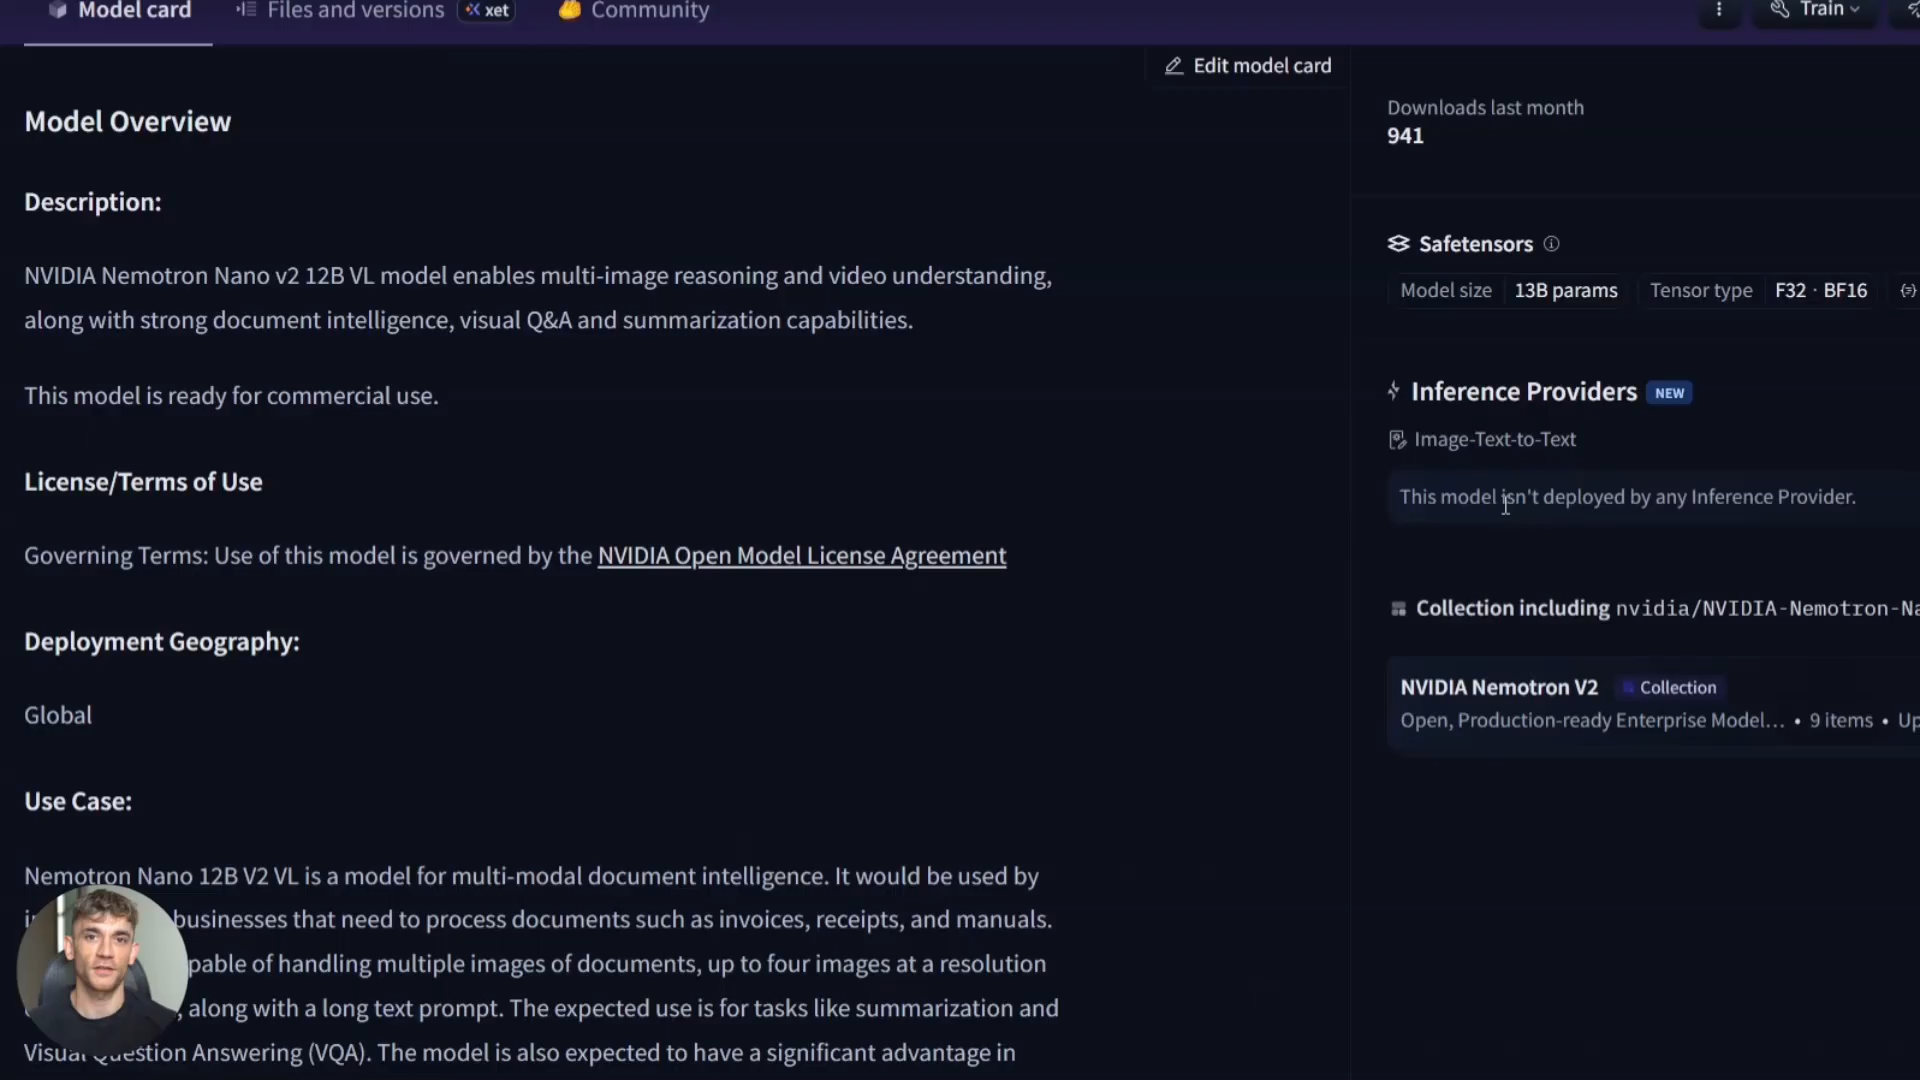 Model card
Files and versions
xet
Community
Train
Edit model card
Model Overview
Description:
NVIDIA Nemotron Nano v2 12B VL model enables multi-image reasoning and video understanding,
along with strong document intelligence, visual Q&A and summarization capabilities.
This model is ready for commercial use.
License/Terms of Use
Governing Terms: Use of this model is governed by the NVIDIA Open Model License Agreement
Deployment Geography:
Global
Use Case:
Nemotron Nano 12B V2 VL is a model for multi-modal document intelligence. It would be used by
businesses that need to process documents such as invoices, receipts, and manuals.
pable of handling multiple images of documents, up to four images at a resolution
, along with a long text prompt. The expected use is for tasks like summarization and
Visual Question Answering (VQA). The model is also expected to have a significant advantage in
Downloads last month
941
Safetensors
Model size 13B params Tensor type F32 · BF16
Inference Providers NEW
Image-Text-to-Text
This model isn't deployed by any Inference Provider.
Collection including nvidia/NVIDIA-Nemotron-Na
NVIDIA Nemotron V2 Collection
Open, Production-ready Enterprise Model... • 9 items • Up